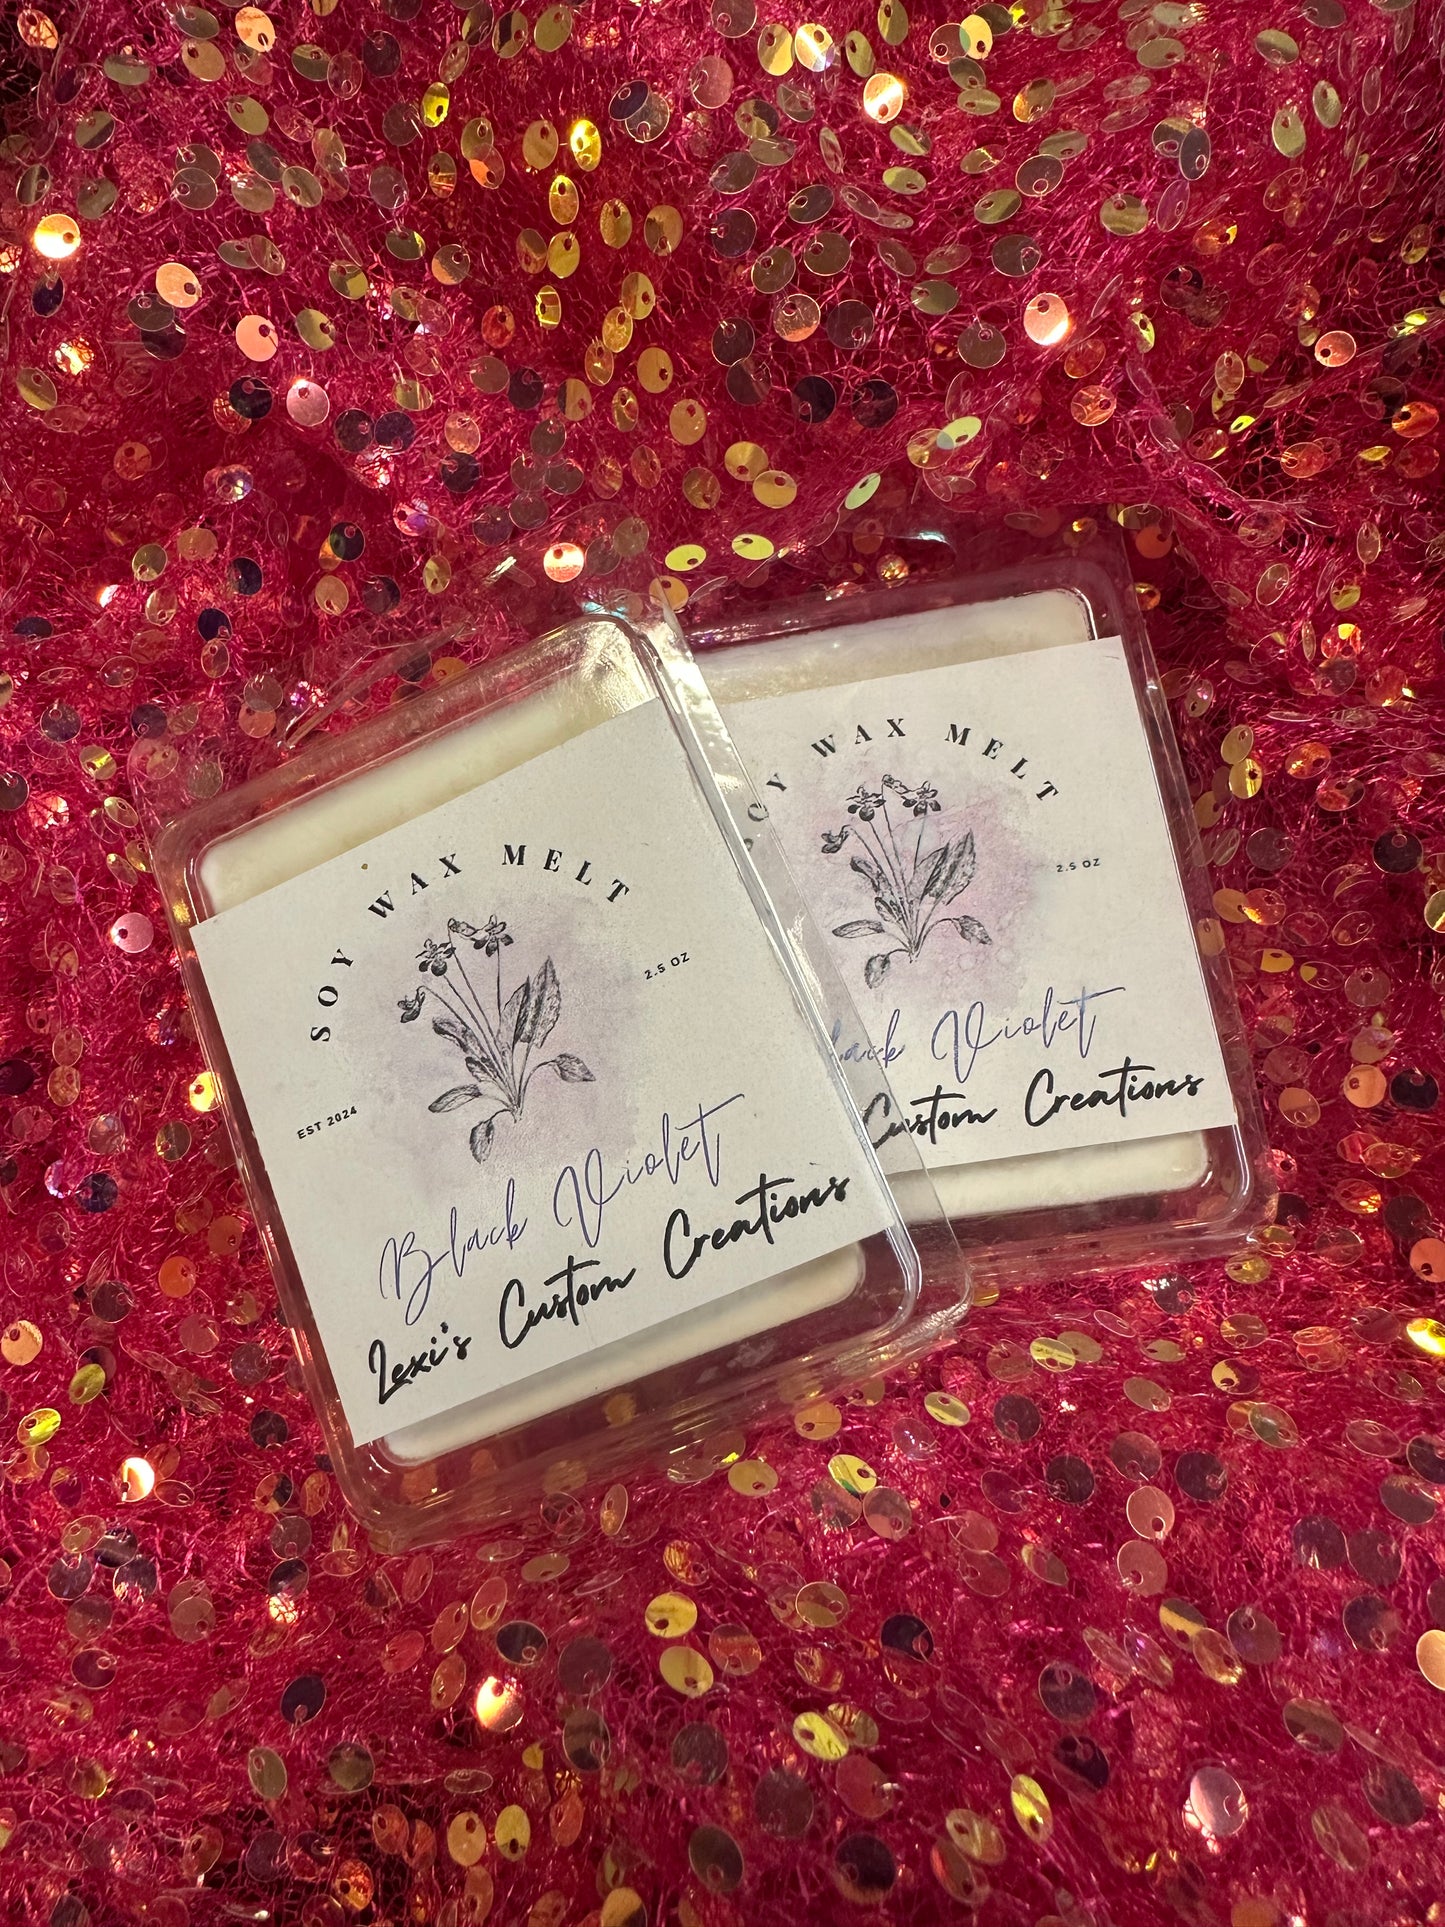 SOY WAX MELT
2.5 OZ
EST 2024
Black Violet
Lexi's Custom Creations
SOY WAX MELT
2.5 OZ
Black Violet
Custom Creations